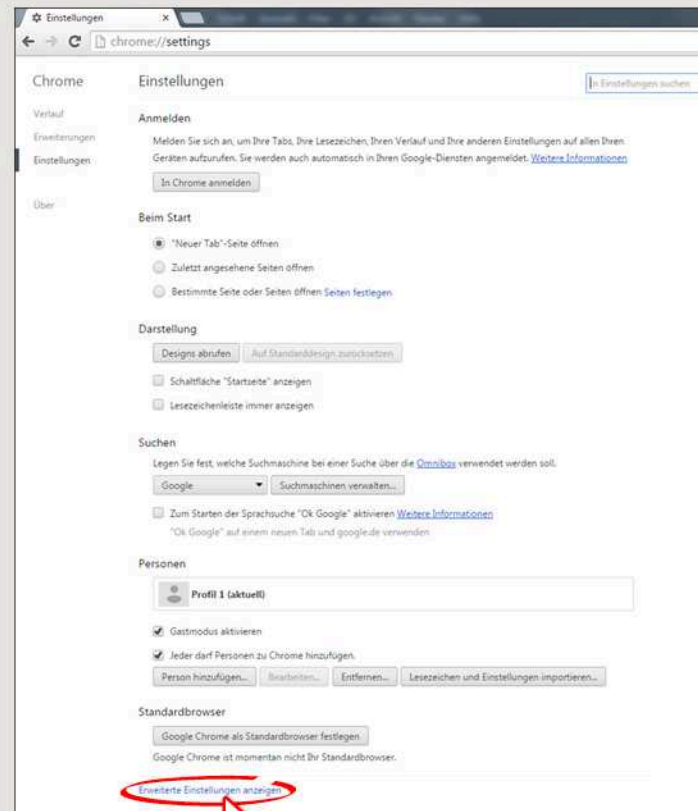 Einstellungen
chrome://settings
Chrome
Einstellungen
In Einstellungen suchen
Verlauf
Erweiterungen
Einstellungen
Über
Anmelden
Melden Sie sich an, um Ihre Tabs, Ihre Lesezeichen, Ihren Verlauf und Ihre anderen Einstellungen auf allen Ihren
Geräten aufzurufen. Sie werden auch automatisch in Ihren Google-Diensten angemeldet. Weitere Informationen
In Chrome anmelden
Beim Start
"Neuer Tab"-Seite öffnen
Zuletzt angesehene Seiten öffnen
Bestimmte Seite oder Seiten öffnen Seiten festlegen
Darstellung
Designs abrufen Auf Standarddesign zurücksetzen
Schaltfläche "Startseite" anzeigen
Lesezeichenleiste immer anzeigen
Suchen
Legen Sie fest, welche Suchmaschine bei einer Suche über die Omnibox verwendet werden soll.
Google Suchmaschinen verwalten...
Zum Starten der Sprachsuche "Ok Google" aktivieren Weitere Informationen
"Ok Google" auf einem neuen Tab und google.de verwenden
Personen
Profil 1 (aktuell)
Gastmodus aktivieren
Jeder darf Personen zu Chrome hinzufügen.
Person hinzufügen... Bearbeiten... Entfernen... Lesezeichen und Einstellungen importieren...
Standardbrowser
Google Chrome als Standardbrowser festlegen
Google Chrome ist momentan nicht Ihr Standardbrowser.
Erweiterte Einstellungen anzeigen